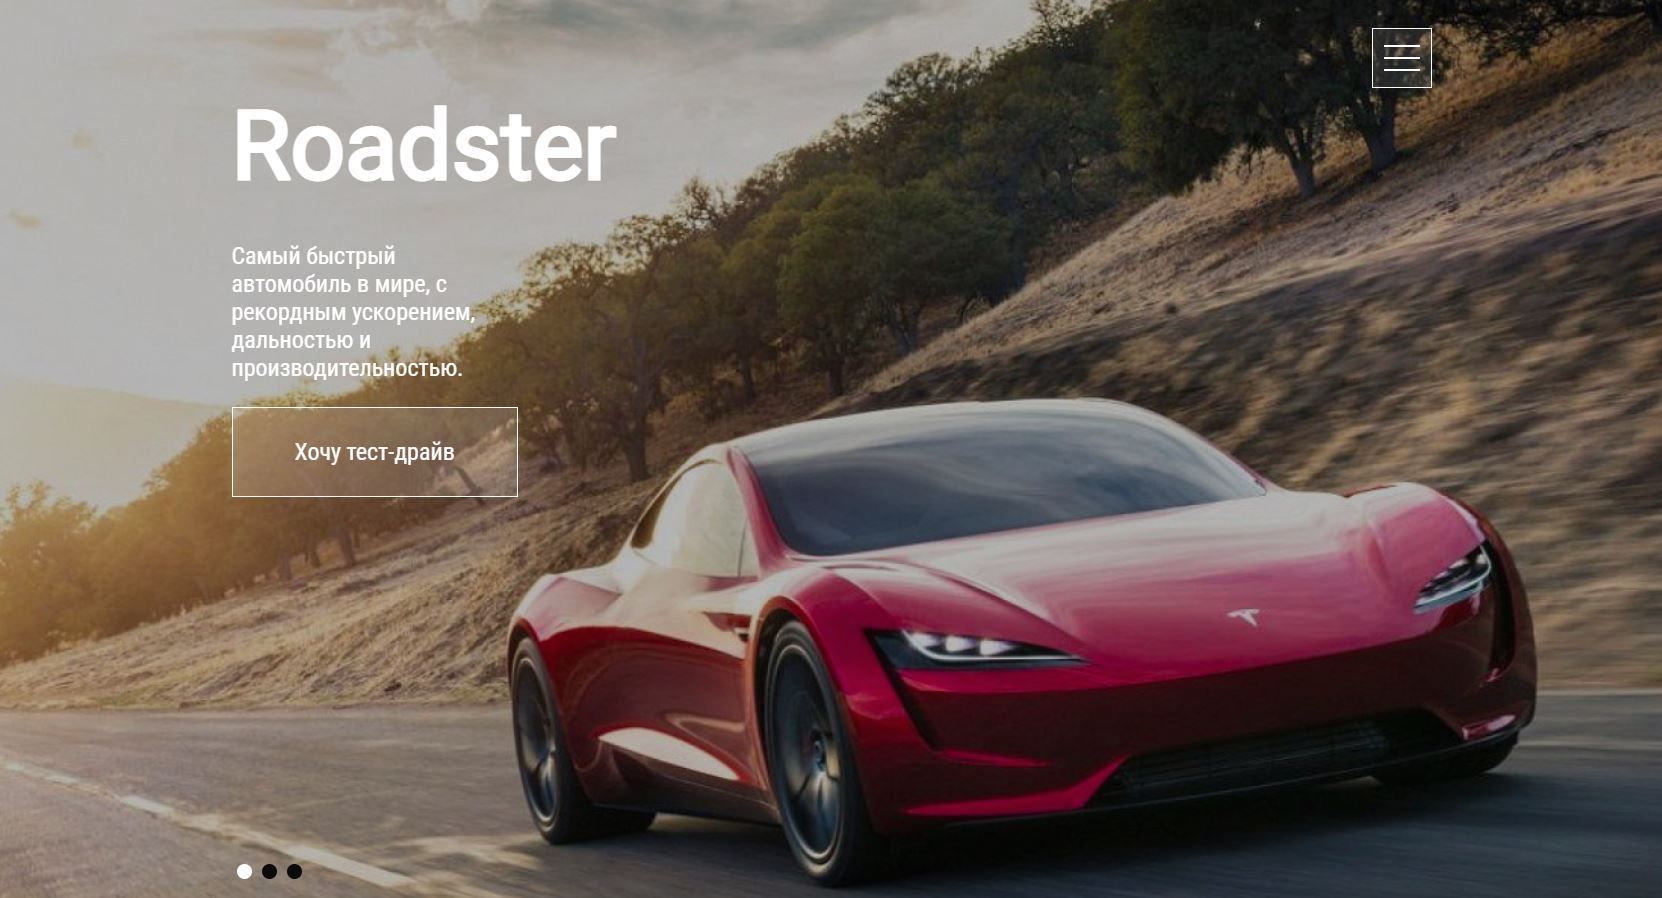 Roadster
Самый быстрый
автомобиль в мире, с
рекордным ускорением,
дальностью и
производительностью.
Хочу тест-драйв